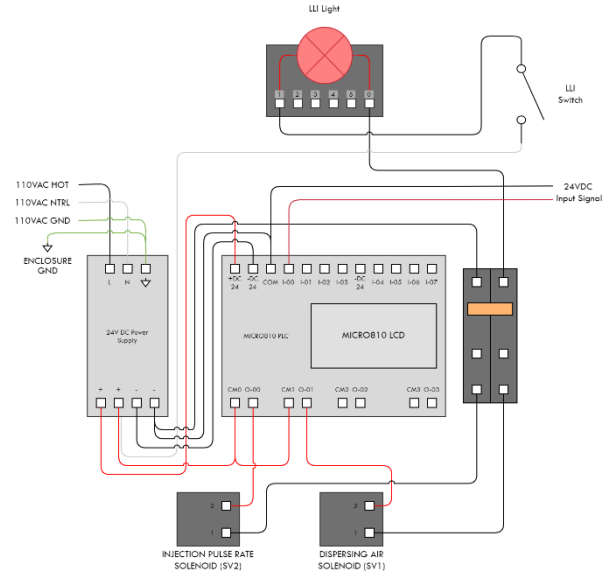 LLI Light
1 2 3 4 5 6
LLI
Switch
110VAC HOT
110VAC NTRL
110VAC GND
ENCLOSURE
GND
24VDC
Input Signal
L N
+DC
24
-DC
24
COM
I-00
I-01
I-02
I-03
-DC
24
I-04
I-05
I-06
I-07
24V DC Power
Supply
MICRO810 PLC
MICRO810 LCD
+ + - -
CM0 O-00 CM1 O-01 CM2 O-02 CM3 O-03
2
1
2
1
INJECTION PULSE RATE
SOLENOID (SV2)
DISPERSING AIR
SOLENOID (SV1)